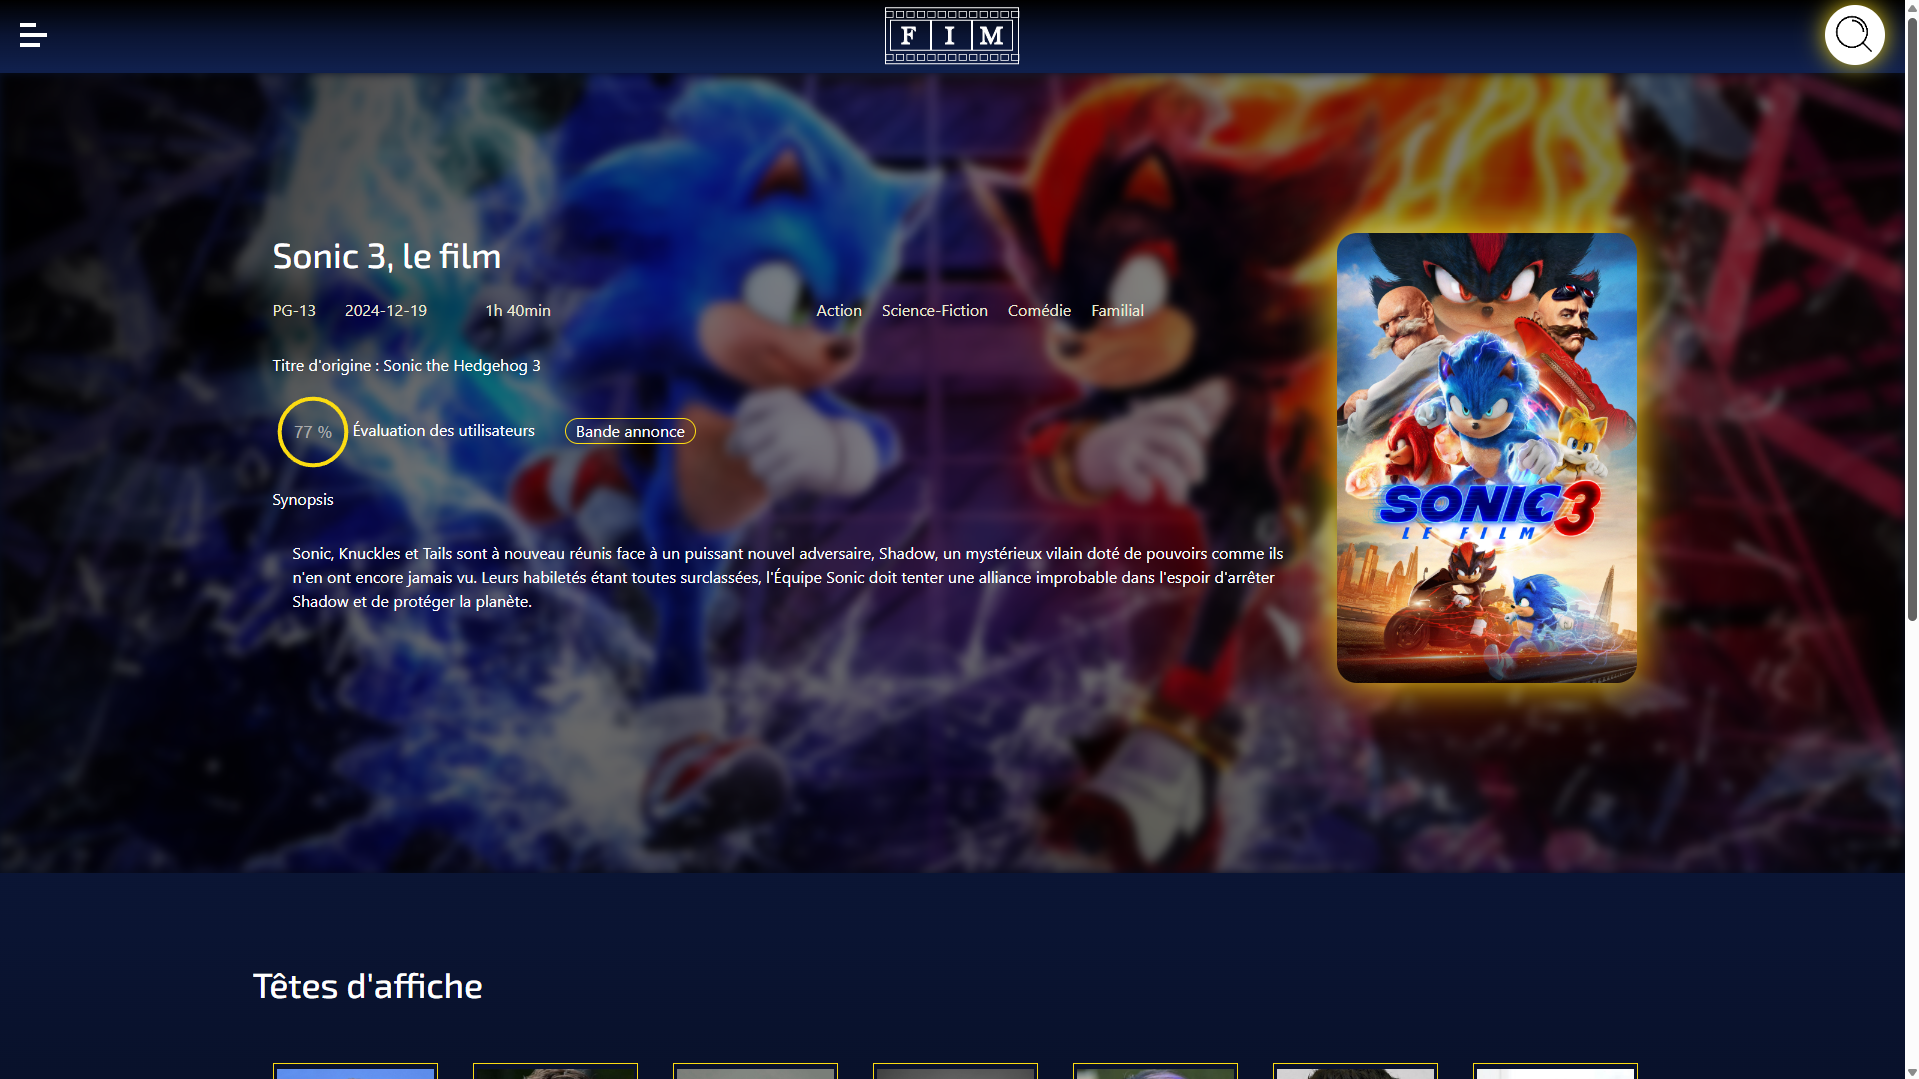 F I M
Sonic 3, le film
PG-13 2024-12-19 1h 40min Action Science-Fiction Comédie Familial
Titre d'origine : Sonic the Hedgehog 3
77 % Évaluation des utilisateurs Bande annonce
Synopsis
Sonic, Knuckles et Tails sont à nouveau réunis face à un puissant nouvel adversaire, Shadow, un mystérieux vilain doté de pouvoirs comme ils
n'en ont encore jamais vu. Leurs habiletés étant toutes surclassées, l'Équipe Sonic doit tenter une alliance improbable dans l'espoir d'arrêter
Shadow et de protéger la planète.
SONIC 3
LE FILM
Têtes d'affiche